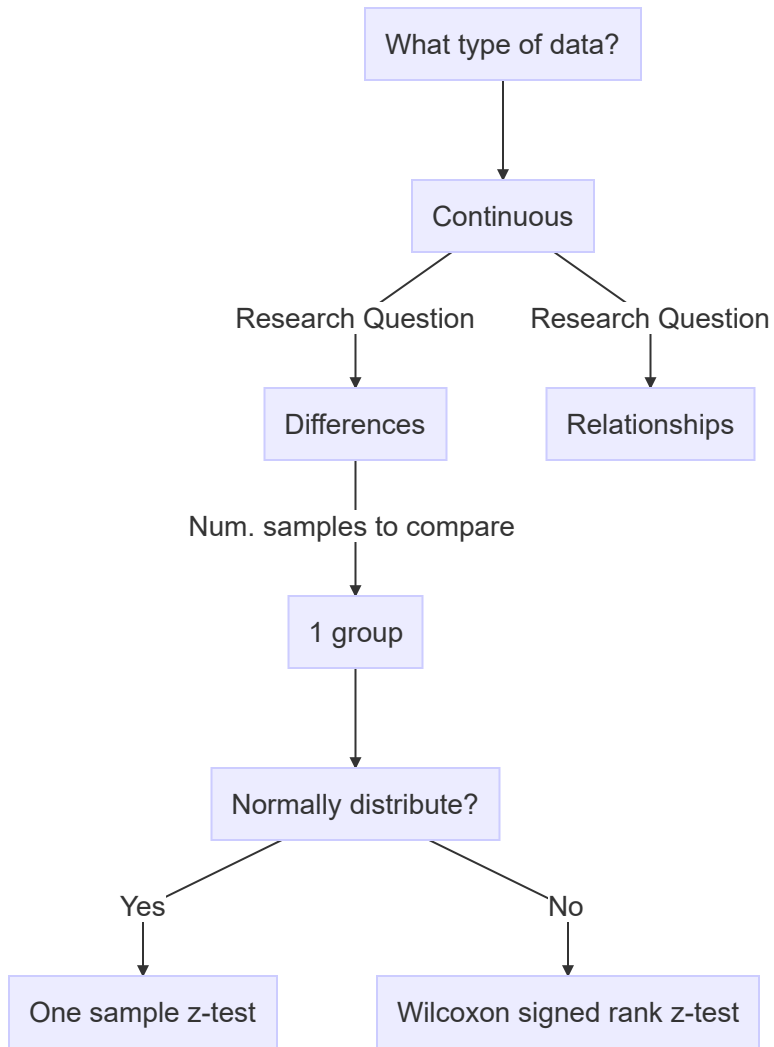 What type of data?
Continuous
Research Question
Research Question
Differences
Relationships
Num. samples to compare
1 group
Normally distribute?
Yes
No
One sample z-test
Wilcoxon signed rank z-test